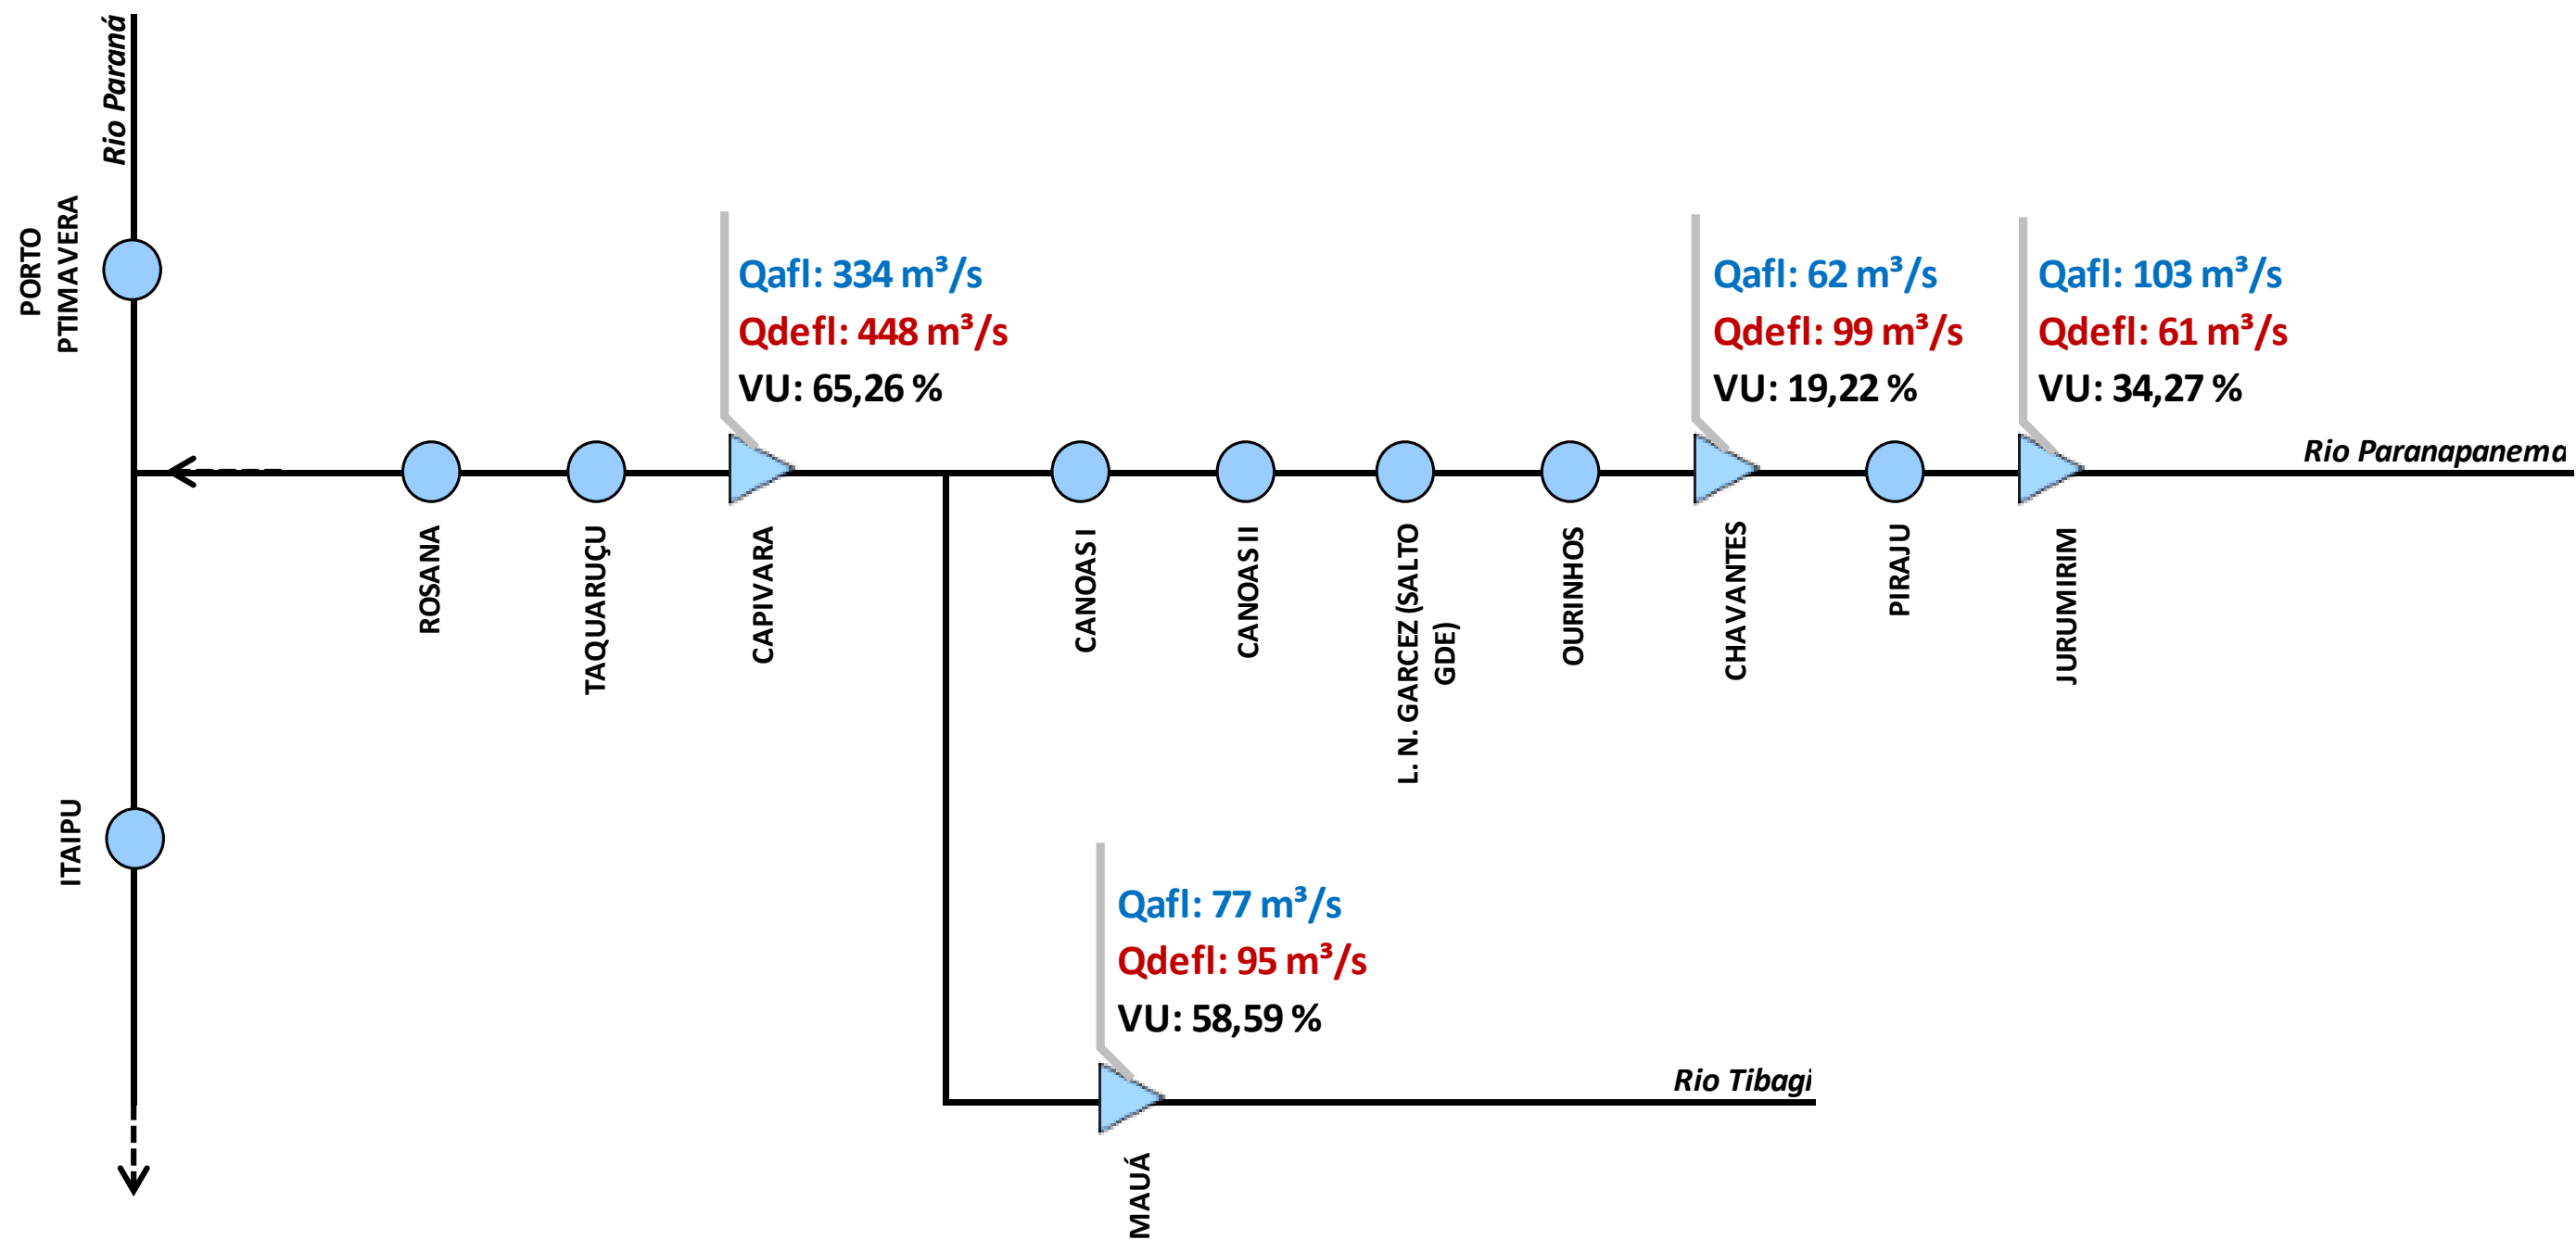 Rio Paraná
PORTO
PTIMAVERA
Qafl: 334 m³/s
Qdefl: 448 m³/s
VU: 65,26 %
Qafl: 62 m³/s
Qdefl: 99 m³/s
VU: 19,22 %
Qafl: 103 m³/s
Qdefl: 61 m³/s
VU: 34,27 %
Rio Paranapanema
ROSANA
TAQUARUÇU
CAPIVARA
CANOAS I
CANOAS II
L. N. GARCEZ (SALTO
GDE)
OURINHOS
CHAVANTES
PIRAJU
JURUMIRIM
ITAIPU
Qafl: 77 m³/s
Qdefl: 95 m³/s
VU: 58,59 %
Rio Tibagi
MAUÁ